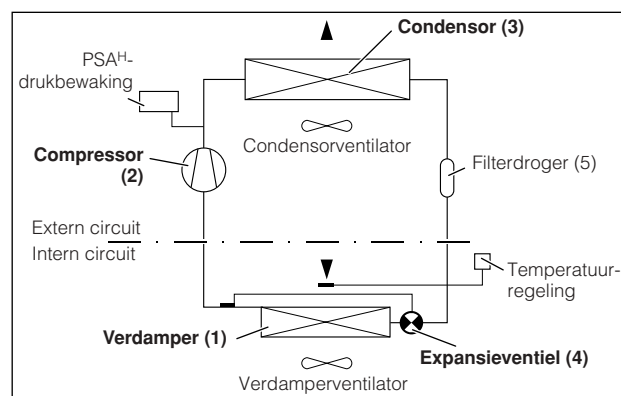 Condensor (3)
PSAᴴ-
drukbewaking
Condensorventilator
Compressor
(2)
Filterdroger (5)
Extern circuit
Intern circuit
Temperatuur-
regeling
Verdamper (1)
Expansieventiel (4)
Verdamperventilator